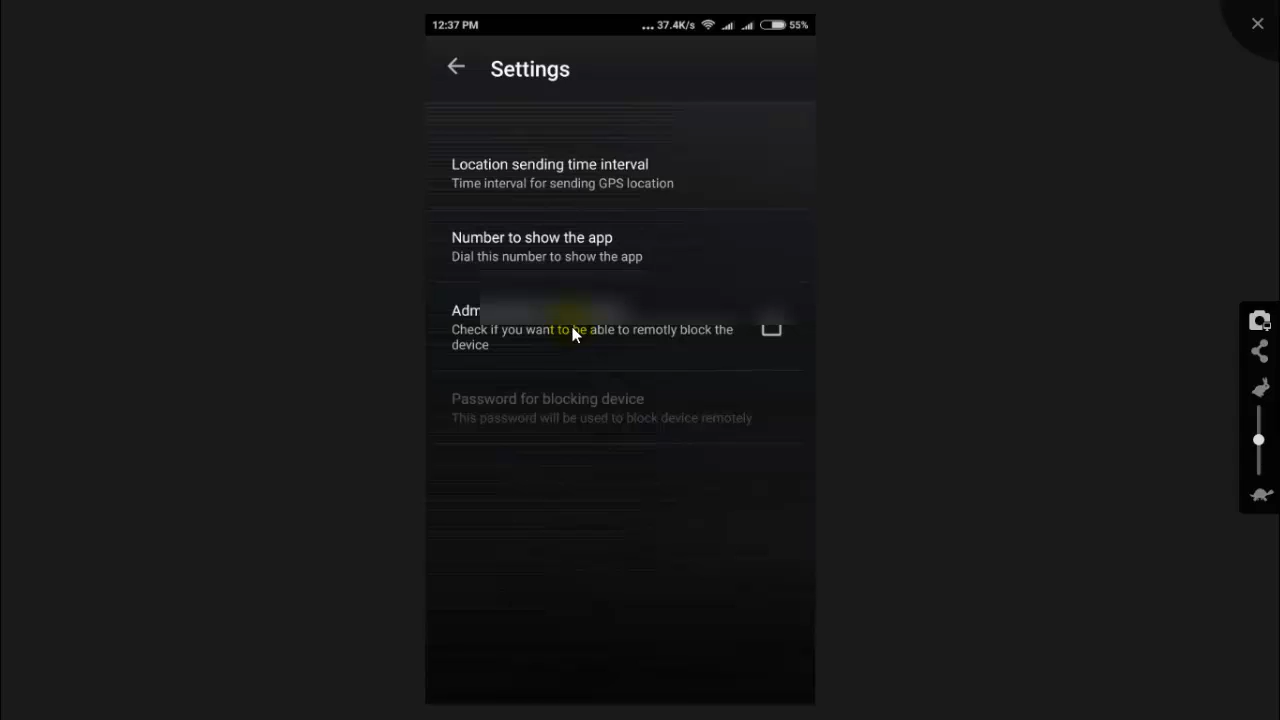 12:37 PM
... 37.4K/s
55%
Settings
Location sending time interval
Time interval for sending GPS location
Number to show the app
Dial this number to show the app
Adm
Check if you want to be able to remotly block the
device
Password for blocking device
This password will be used to block device remotely